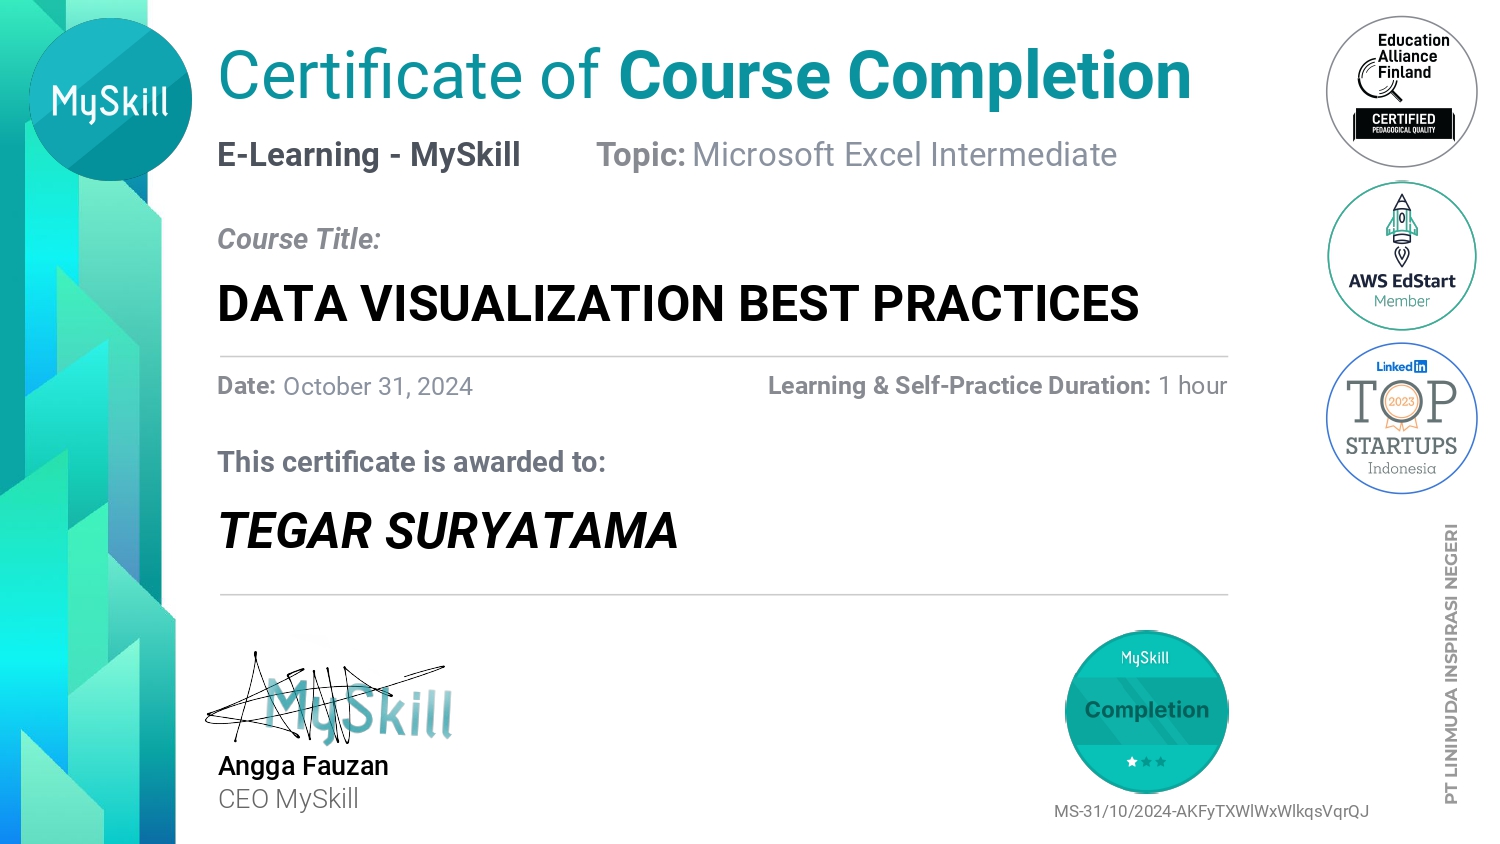 MySkill
Certificate of Course Completion
E-Learning - MySkill
Topic: Microsoft Excel Intermediate
Course Title:
DATA VISUALIZATION BEST PRACTICES
Date: October 31, 2024
Learning & Self-Practice Duration: 1 hour
This certificate is awarded to:
TEGAR SURYATAMA
MySkill
Angga Fauzan
CEO MySkill
MySkill
Completion
MS-31/10/2024-AKFyTXWlWxWlkqsVqrQJ
Education
Alliance
Finland
CERTIFIED
PEDAGOGICAL QUALITY
AWS EdStart
Member
Linked in
TOP
2023
STARTUPS
Indonesia
PT LINIMUDA INSPIRASI NEGERI